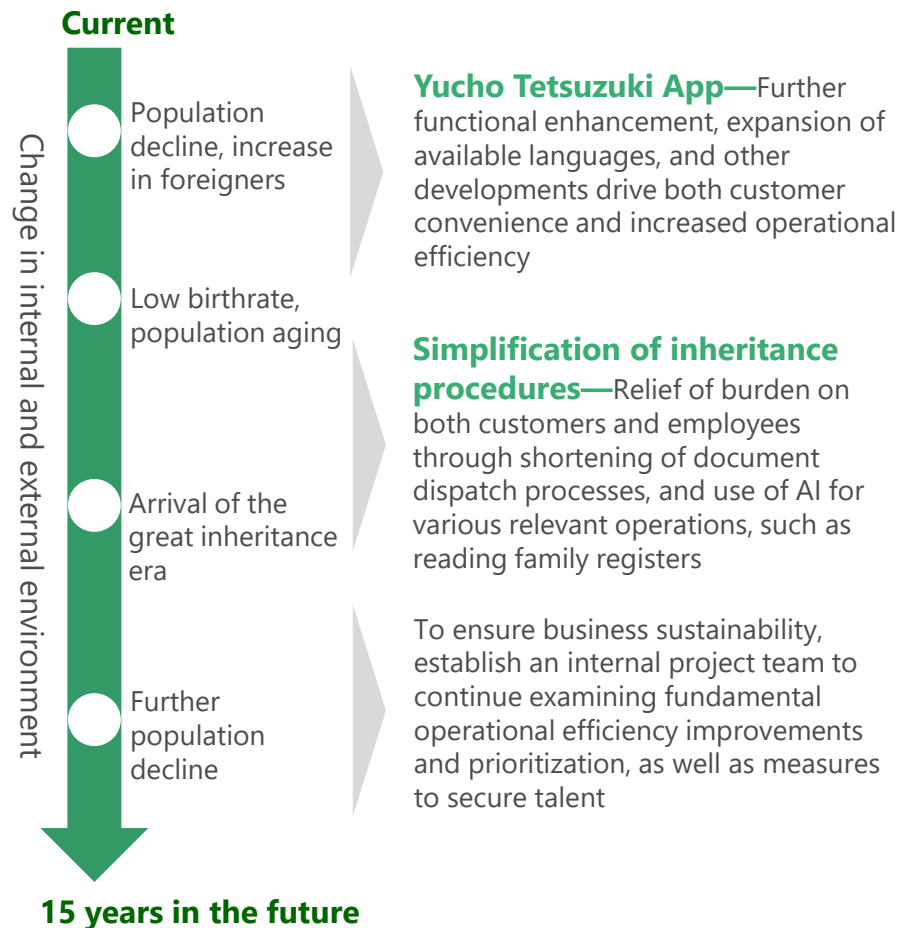 Current
Change in internal and external environment
Population
decline, increase
in foreigners
Yucho Tetsuzuki App—Further
functional enhancement, expansion of
available languages, and other
developments drive both customer
convenience and increased operational
efficiency
Low birthrate,
population aging
Simplification of inheritance
procedures—Relief of burden on
both customers and employees
through shortening of document
dispatch processes, and use of AI for
various relevant operations, such as
reading family registers
Arrival of the
great inheritance
era
Further
population
decline
To ensure business sustainability,
establish an internal project team to
continue examining fundamental
operational efficiency improvements
and prioritization, as well as measures
to secure talent
15 years in the future